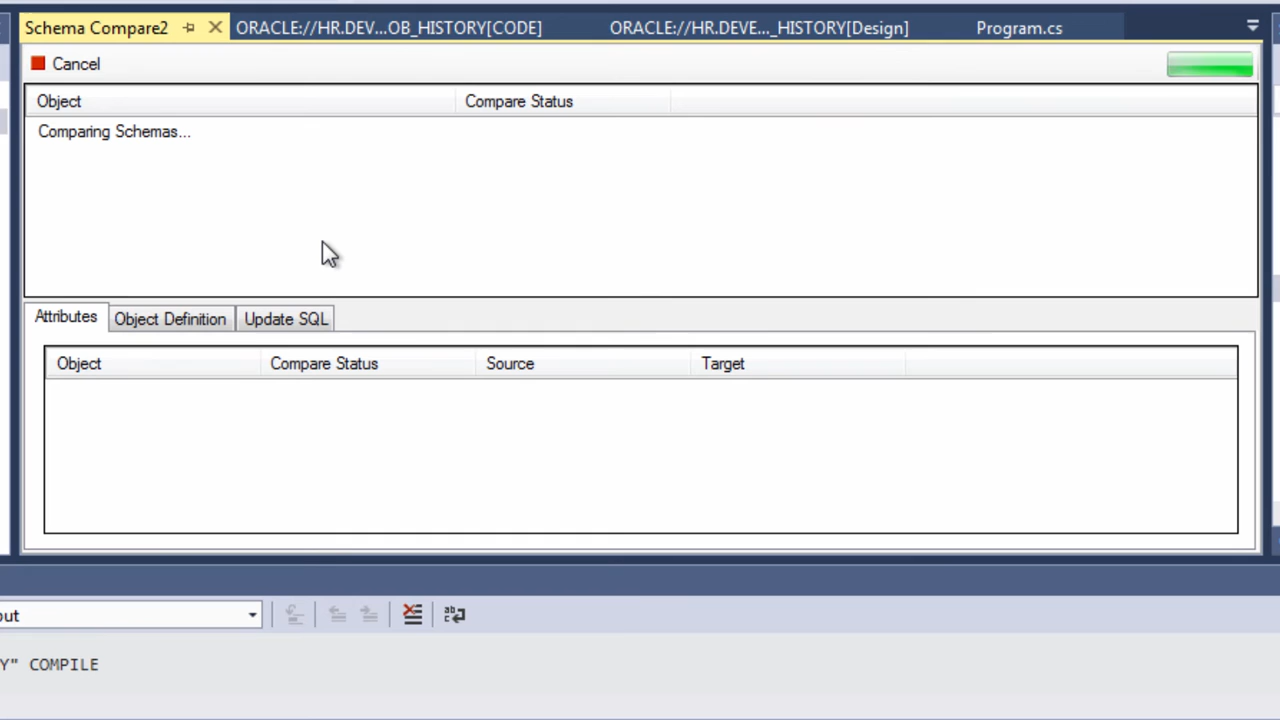 Schema Compare2 ORACLE://HR.DEV...OB_HISTORY[CODE] ORACLE://HR.DEVE..._HISTORY[Design] Program.cs
Cancel
Object Compare Status
Comparing Schemas...
Attributes Object Definition Update SQL
Object Compare Status Source Target
out
Y" COMPILE